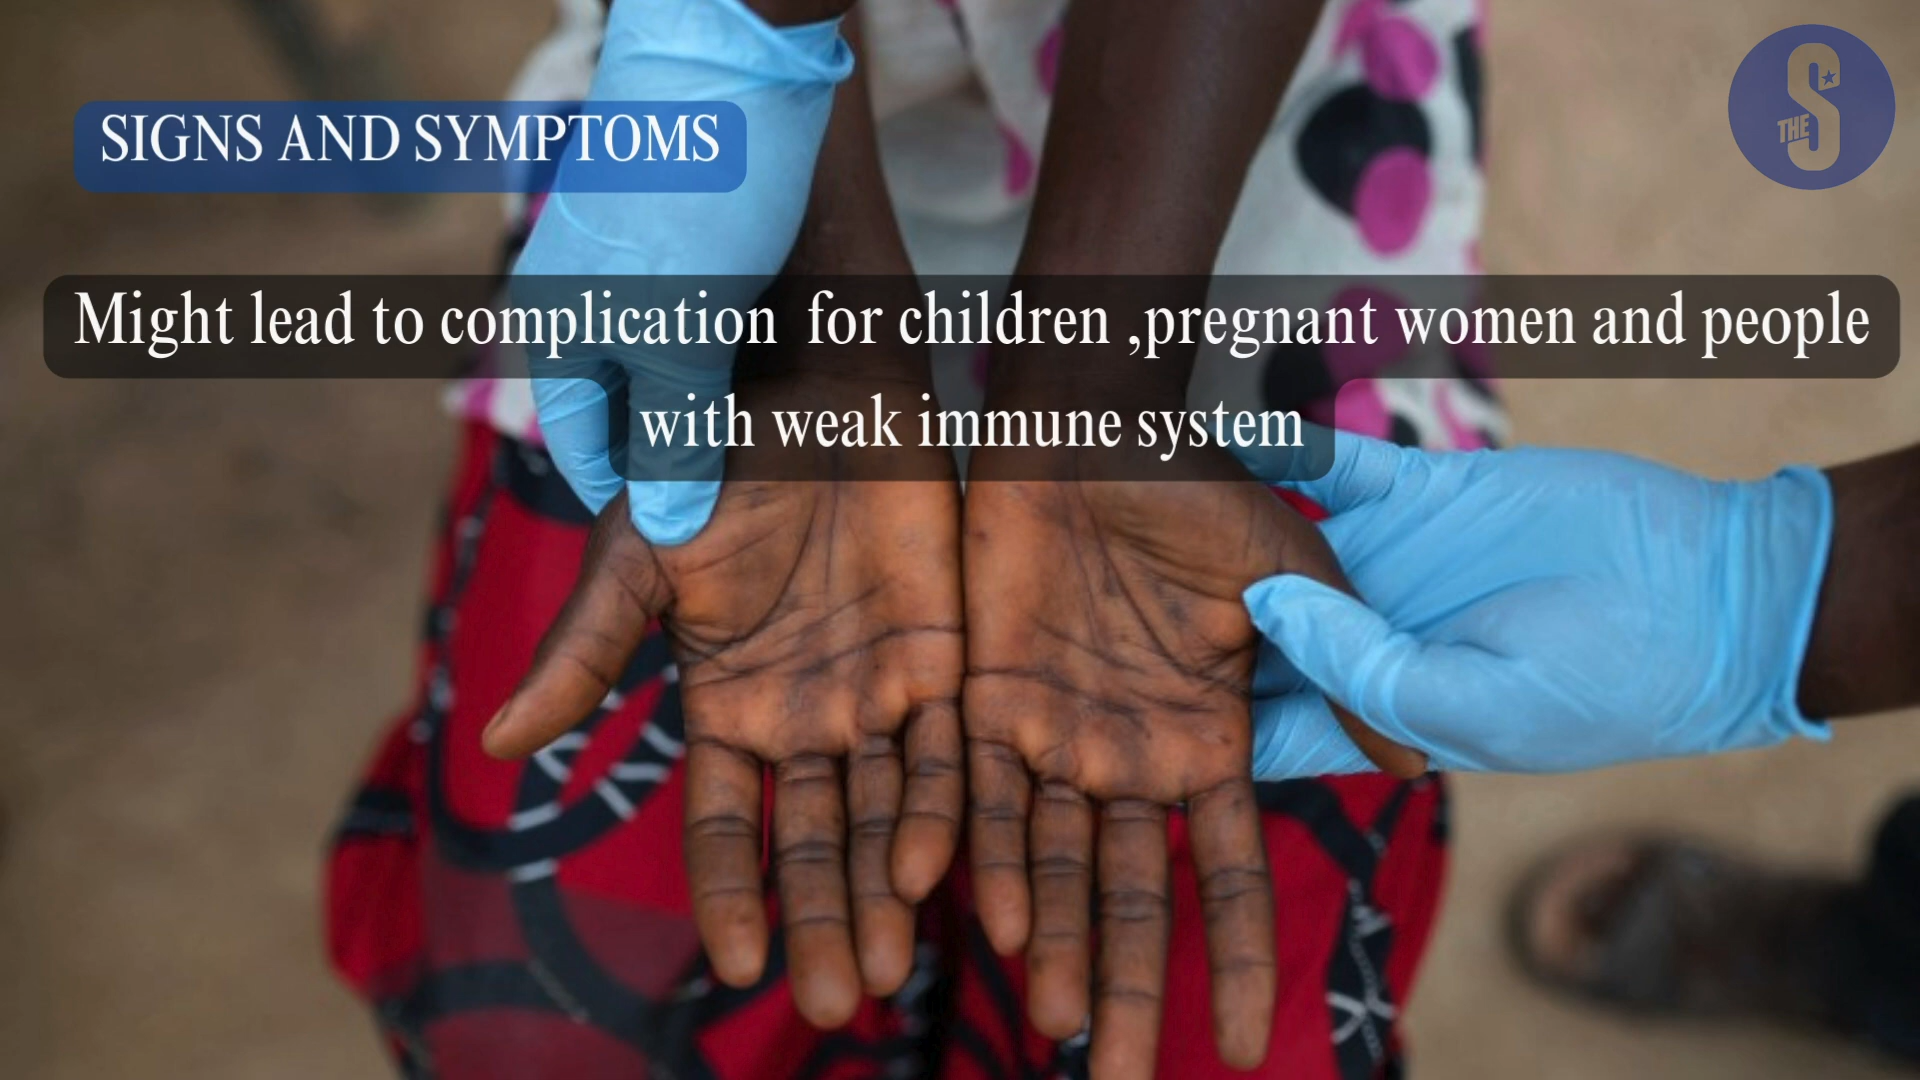 SIGNS AND SYMPTOMS
THE S
Might lead to complication  for children ,pregnant women and people
with weak immune system